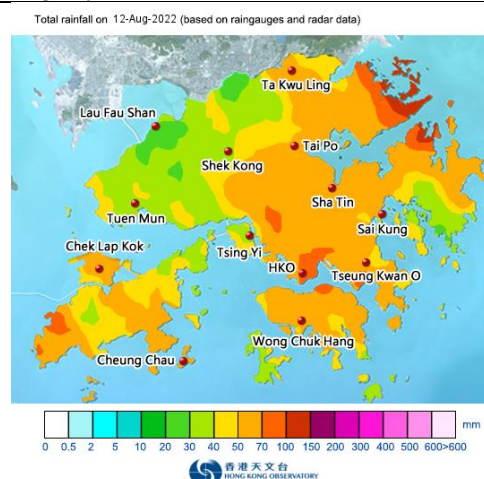 Total rainfall on 12-Aug-2022 (based on raingauges and radar data)
Ta Kwu Ling
Lau Fau Shan
Tai Po
Shek Kong
Sha Tin
Tuen Mun
Sai Kung
Tsing Yi
Chek Lap Kok
HKO
Tseung Kwan O
Wong Chuk Hang
Cheung Chau
mm
0 0.5 2 5 10 20 30 40 50 70 100 150 200 300 400 500 600>600
香港天文台
HONG KONG OBSERVATORY